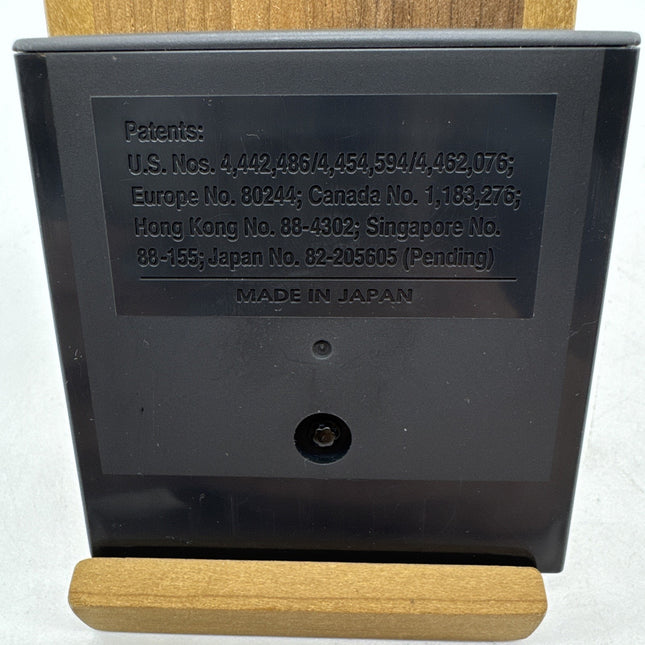 Patents:
U.S. Nos. 4,442,486/4,454,594/4,462,076;
Europe No. 80244; Canada No. 1,183,276;
Hong Kong No. 88-4302; Singapore No.
88-155; Japan No. 82-205605 (Pending)
MADE IN JAPAN